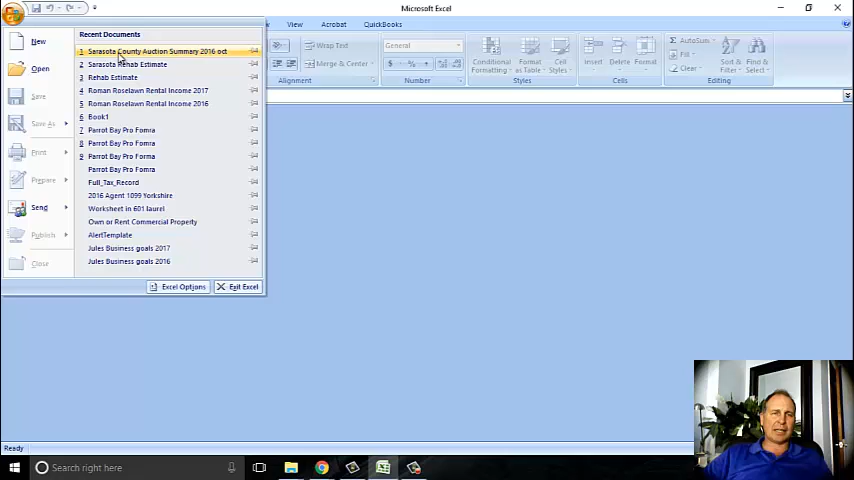 Microsoft Excel
View Acrobat QuickBooks
Recent Documents
New
Open
Save
Save As
Print
Prepare
Send
Publish
Close
1 Sarasota County Auction Summary 2016 oct
2 Sarasota Rehab Estimate
3 Rehab Estimate
4 Roman Roselawn Rental Income 2017
5 Roman Roselawn Rental Income 2016
6 Book1
7 Parrot Bay Pro Fomra
8 Parrot Bay Pro Fomra
9 Parrot Bay Pro Forma
Parrot Bay Pro Fomra
Full_Tax_Record
2016 Agent 1099 Yorkshire
Worksheet in 601 laurel
Own or Rent Commercial Property
AlertTemplate
Jules Business goals 2017
Jules Business goals 2016
Excel Options
Exit Excel
Wrap Text
Merge & Center
Alignment
General
$ % ,
Number
Conditional Formatting
Format as Table
Cell Styles
Styles
Insert
Delete
Format
Cells
AutoSum
Fill
Clear
Sort & Filter
Find & Select
Editing
Ready
Search right here